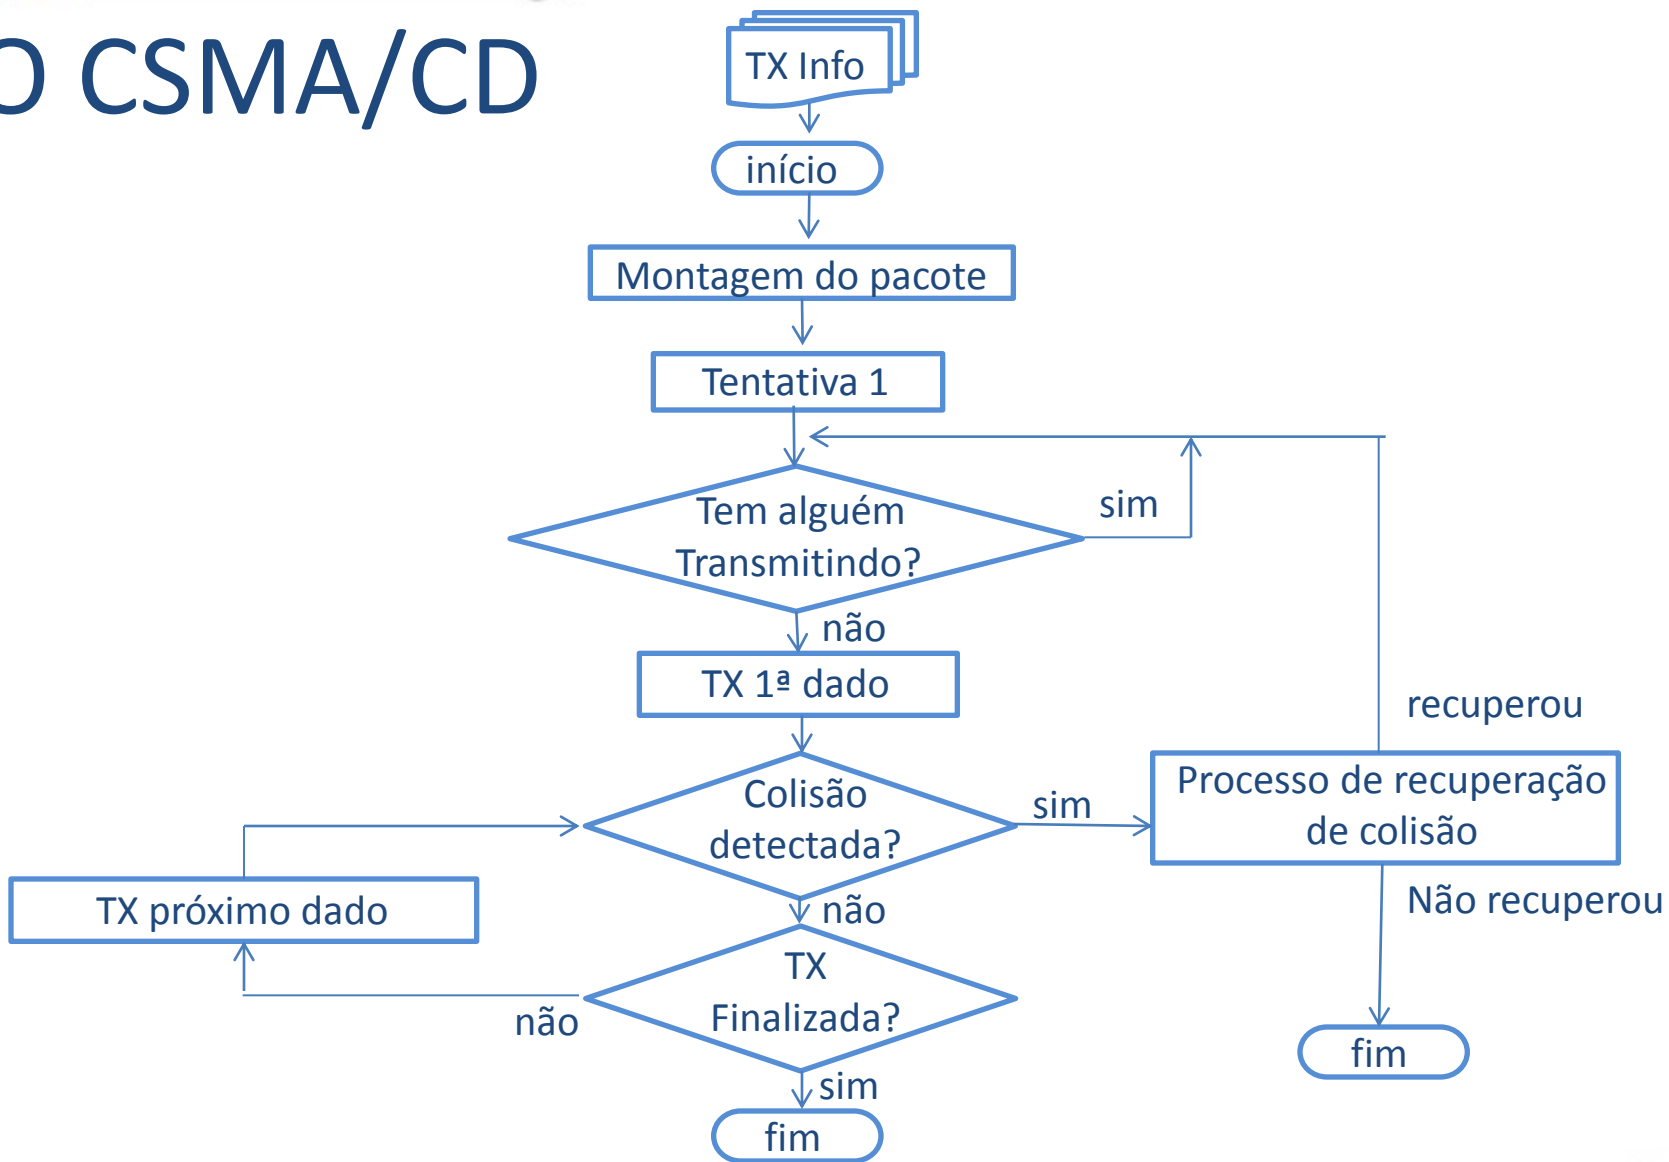 O CSMA/CD
TX Info
início
Montagem do pacote
Tentativa 1
Tem alguém
Transmitindo?
sim
não
TX 1ª dado
recuperou
Colisão
detectada?
sim
Processo de recuperação
de colisão
TX próximo dado
não
Não recuperou
TX
Finalizada?
não
sim
fim
fim